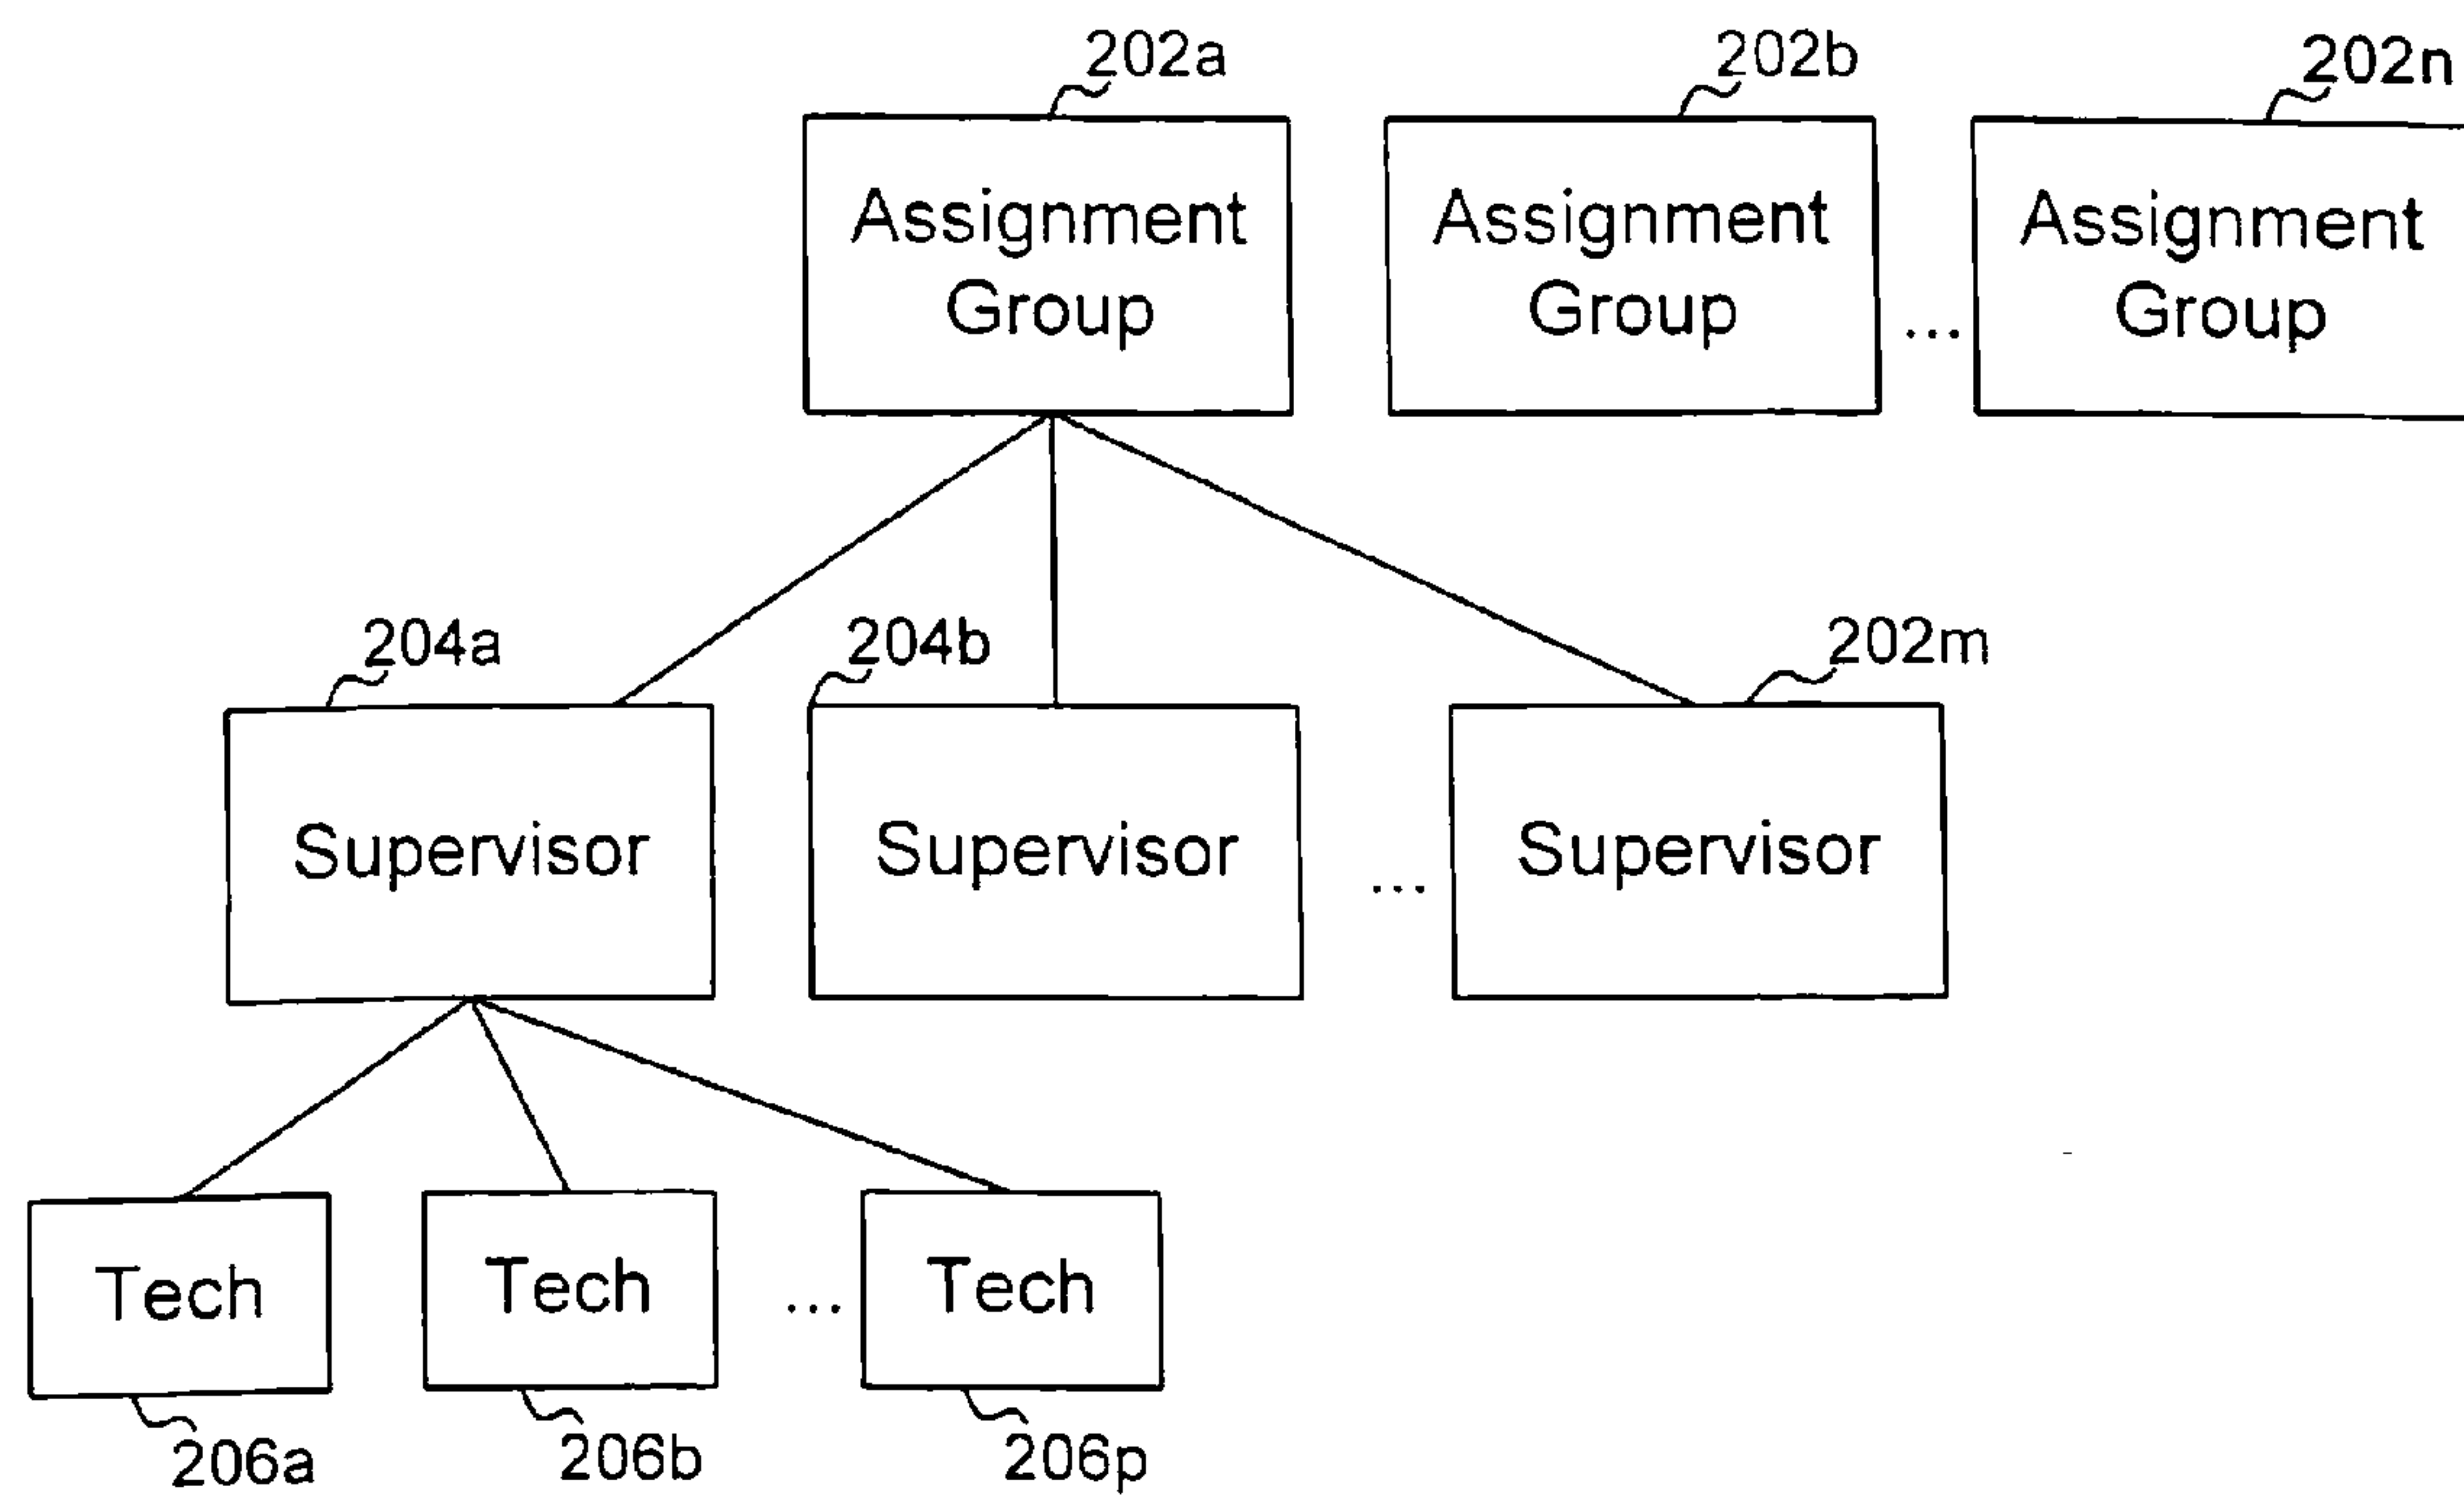 202a
202b
202n
Assignment
Group
Assignment
Group
...
Assignment
Group
204a
204b
202m
Supervisor
Supervisor
...
Supervisor
Tech
Tech
...
Tech
206a
206b
206p